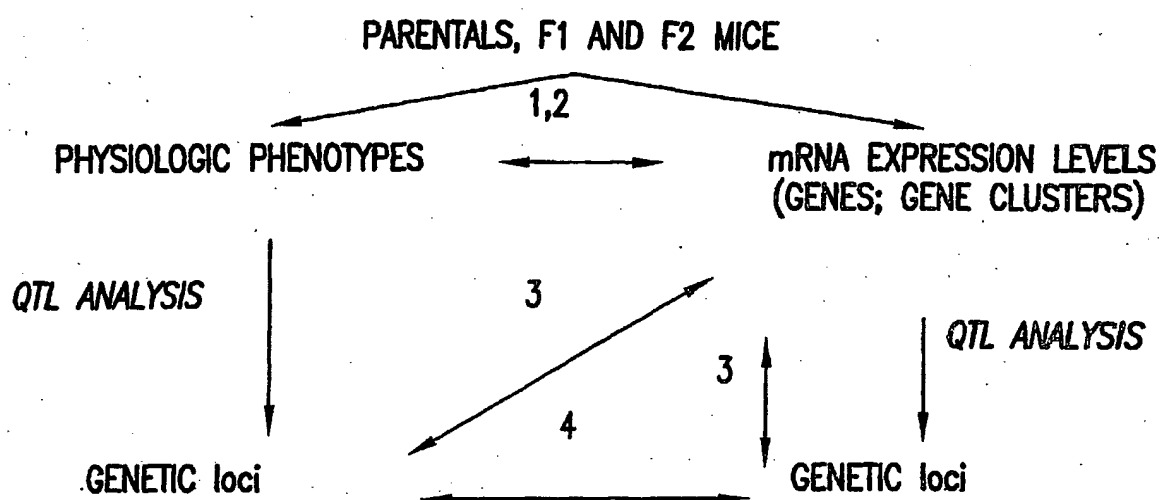 PARENTALS, F1 AND F2 MICE
1,2
PHYSIOLOGIC PHENOTYPES
mRNA EXPRESSION LEVELS
(GENES; GENE CLUSTERS)
QTL ANALYSIS
3
QTL ANALYSIS
3
4
GENETIC loci
GENETIC loci